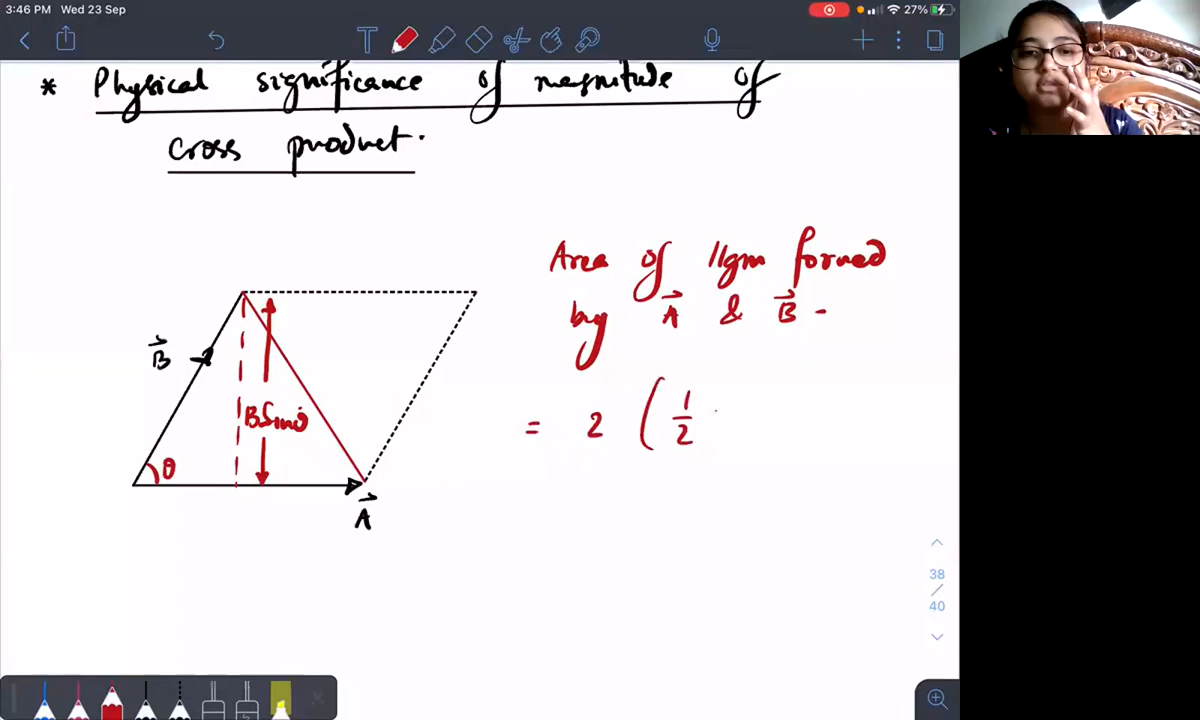 3:46 PM Wed 23 Sep
27%
* Physical significance of magnitude of
cross product.
Area of llgm formed
by A⃗ & B⃗ -
B⃗
= 2 ( 1/2
B Sinθ
θ
A⃗
38
/
40